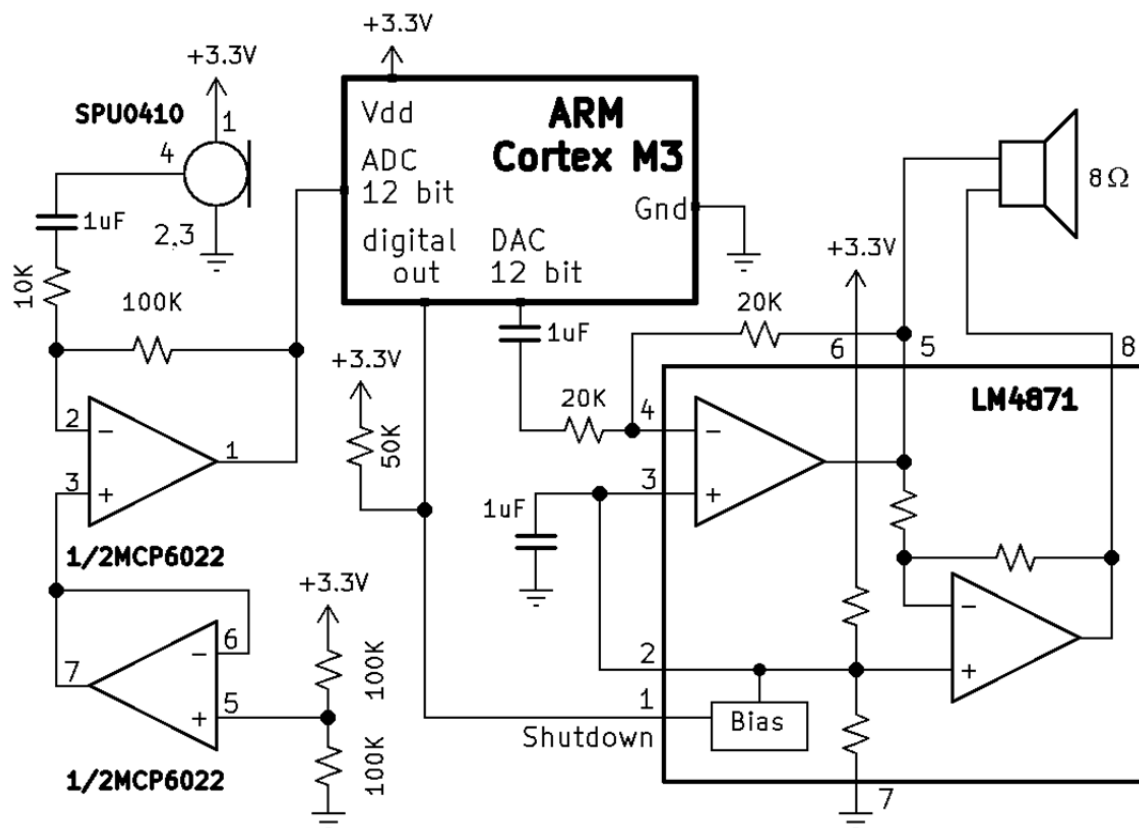 +3.3V
+3.3V
SPU0410
1
4
1uF
2,3
10K
100K
Vdd
ARM
Cortex M3
ADC
12 bit
Gnd
digital
out
DAC
12 bit
8Ω
+3.3V
1uF
20K
6
5
8
+3.3V
50K
20K
4
LM4871
2
−
1
3
+
1/2MCP6022
−
3
+
1uF
+3.3V
6
−
7
5
+
100K
100K
1/2MCP6022
−
2
+
1
Bias
Shutdown
7